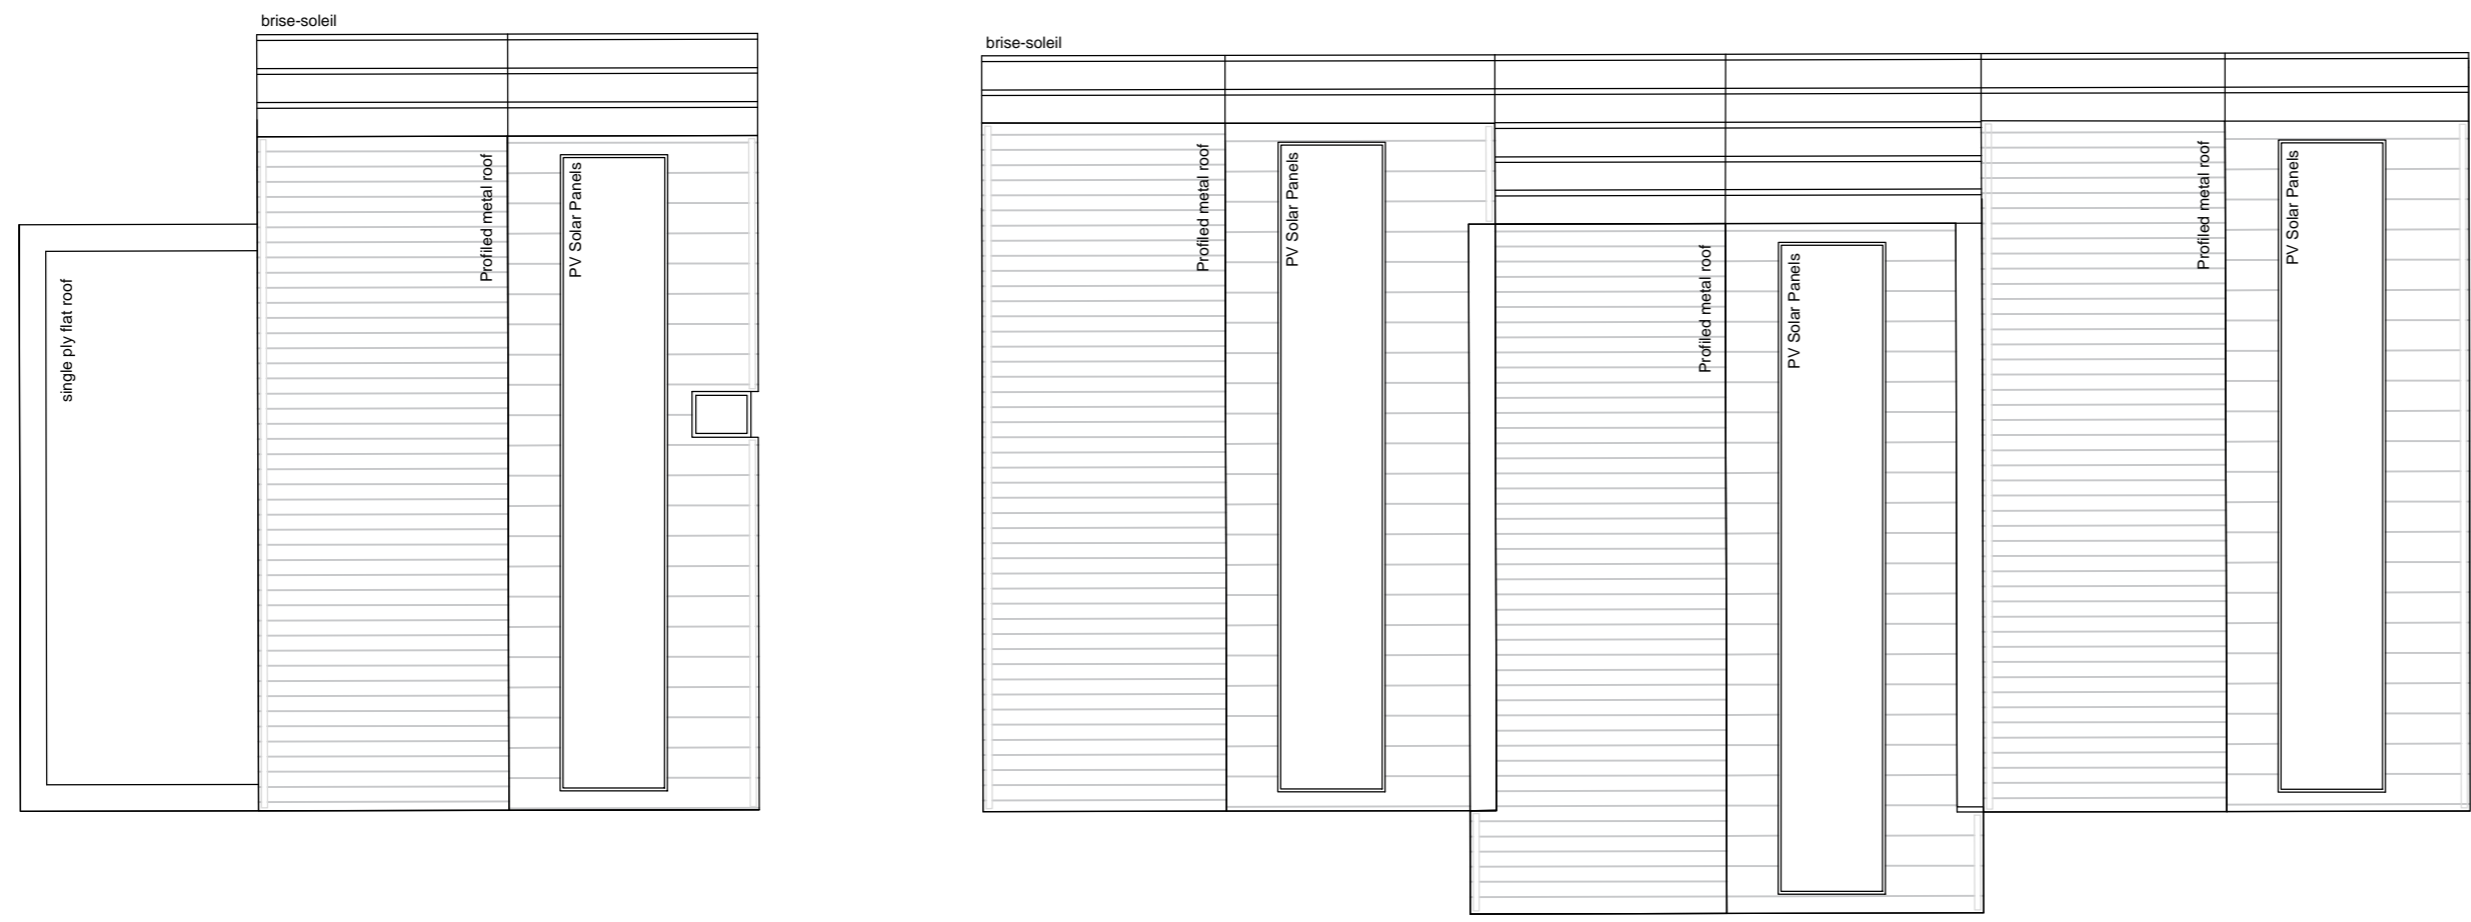 brise-soleil
single ply flat roof
Profiled metal roof
PV Solar Panels
brise-soleil
Profiled metal roof
PV Solar Panels
Profiled metal roof
PV Solar Panels
Profiled metal roof
PV Solar Panels